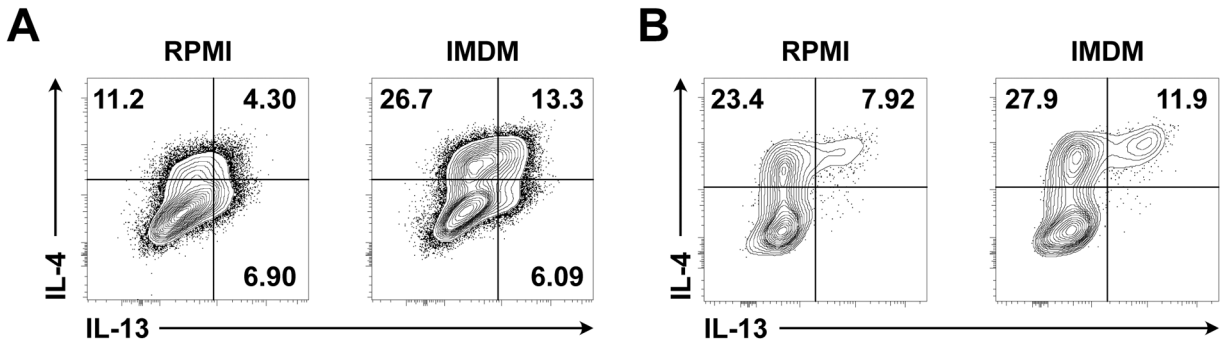 A
B
RPMI
IMDM
RPMI
IMDM
11.2
4.30
26.7
13.3
23.4
7.92
27.9
11.9
6.90
6.09
IL-4
IL-4
IL-13
IL-13